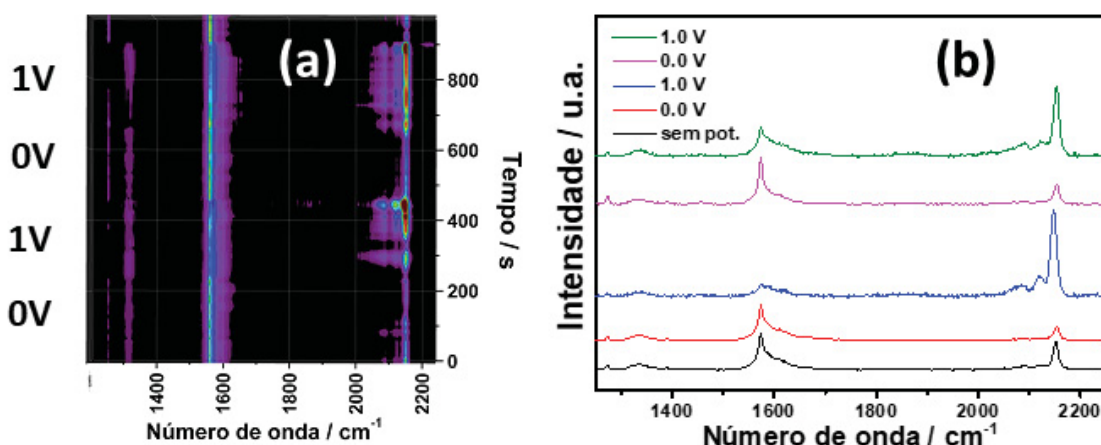 (a)
1V
0V
1V
0V
800
600
400
200
0
Tempo / s
1400
1600
1800
2000
2200
Número de onda / cm-1
(b)
1.0 V
0.0 V
1.0 V
0.0 V
sem pot.
Intensidade / u.a.
1400
1600
1800
2000
2200
Número de onda / cm-1